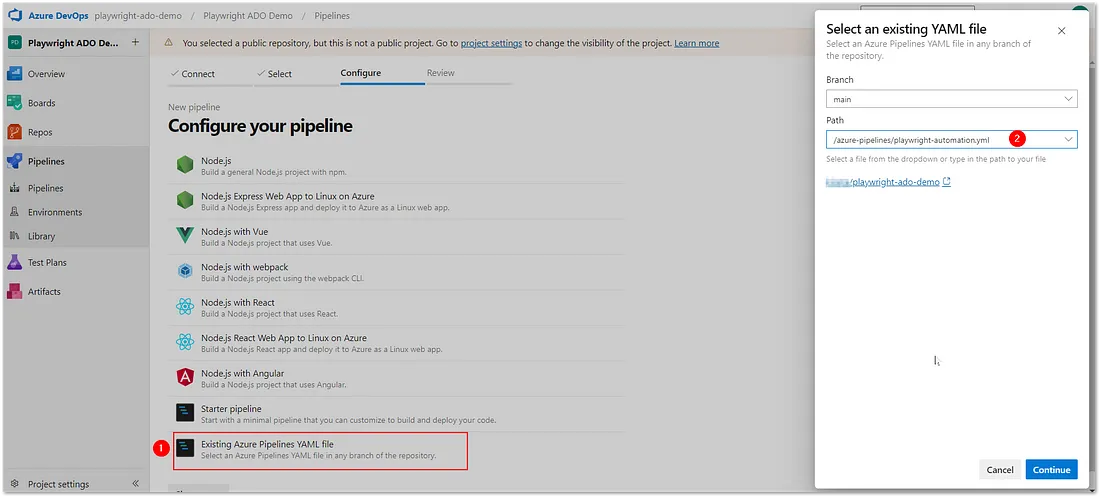 Azure DevOps playwright-ado-demo / Playwright ADO Demo / Pipelines
PD Playwright ADO De... +
Overview
Boards
Repos
Pipelines
Pipelines
Environments
Library
Test Plans
Artifacts
Project settings
You selected a public repository, but this is not a public project. Go to project settings to change the visibility of the project. Learn more
Connect
Select
Configure
Review
New pipeline
Configure your pipeline
Node.js
Build a general Node.js project with npm.
Node.js Express Web App to Linux on Azure
Build a Node.js Express app and deploy it to Azure as a Linux web app.
Node.js with Vue
Build a Node.js project that uses Vue.
Node.js with webpack
Build a Node.js project using the webpack CLI.
Node.js with React
Build a Node.js project that uses React.
Node.js React Web App to Linux on Azure
Build a Node.js React app and deploy it to Azure as a Linux web app.
Node.js with Angular
Build a Node.js project that uses Angular.
Starter pipeline
Start with a minimal pipeline that you can customize to build and deploy your code.
1
Existing Azure Pipelines YAML file
Select an Azure Pipelines YAML file in any branch of the repository.
Select an existing YAML file
Select an Azure Pipelines YAML file in any branch of
the repository.
Branch
main
Path
/azure-pipelines/playwright-automation.yml 2
Select a file from the dropdown or type in the path to your file
/playwright-ado-demo
Cancel
Continue